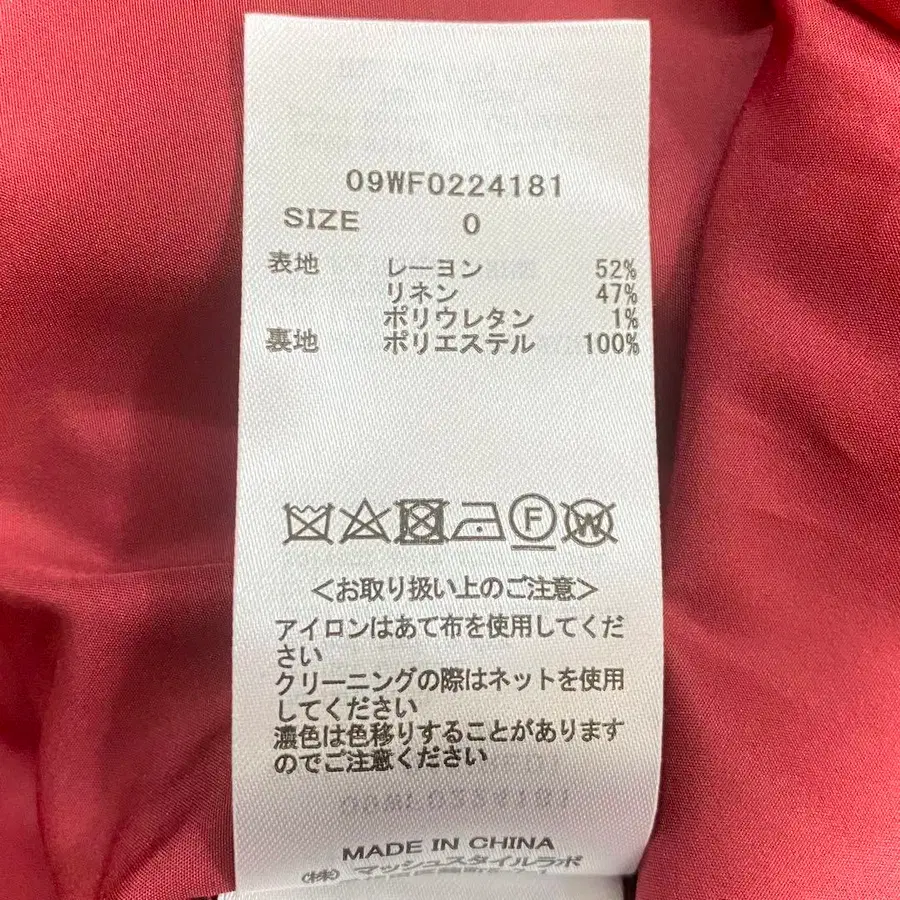 09WF0224181
SIZE 0
表地 レーヨン 52%
リネン 47%
ポリウレタン 1%
裏地 ポリエステル 100%
F W
<お取り扱い上のご注意>
アイロンはあて布を使用してくだ
さい
クリーニングの際はネットを使用
してください
濃色は色移りすることがあります
のでご注意ください
MADE IN CHINA
(株)マッシュスタイルラボ